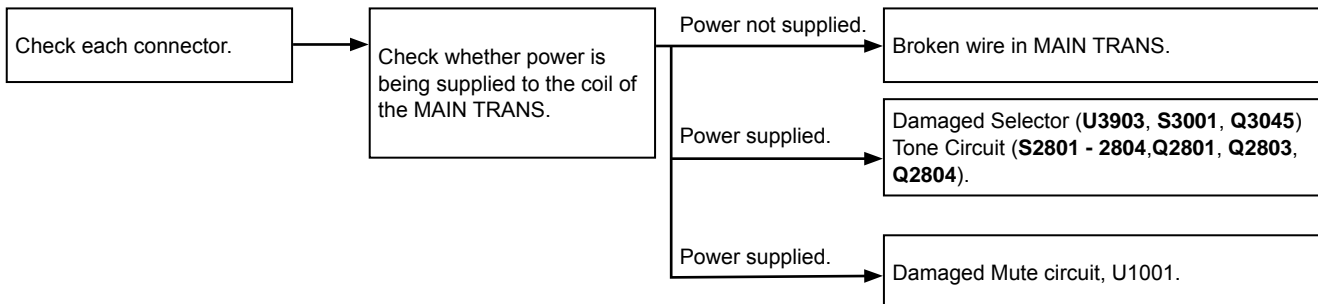 Check each connector.
Check whether power is
being supplied to the coil of
the MAIN TRANS.
Power not supplied.
Broken wire in MAIN TRANS.
Power supplied.
Damaged Selector (U3903, S3001, Q3045)
Tone Circuit (S2801 - 2804,Q2801, Q2803,
Q2804).
Power supplied.
Damaged Mute circuit, U1001.